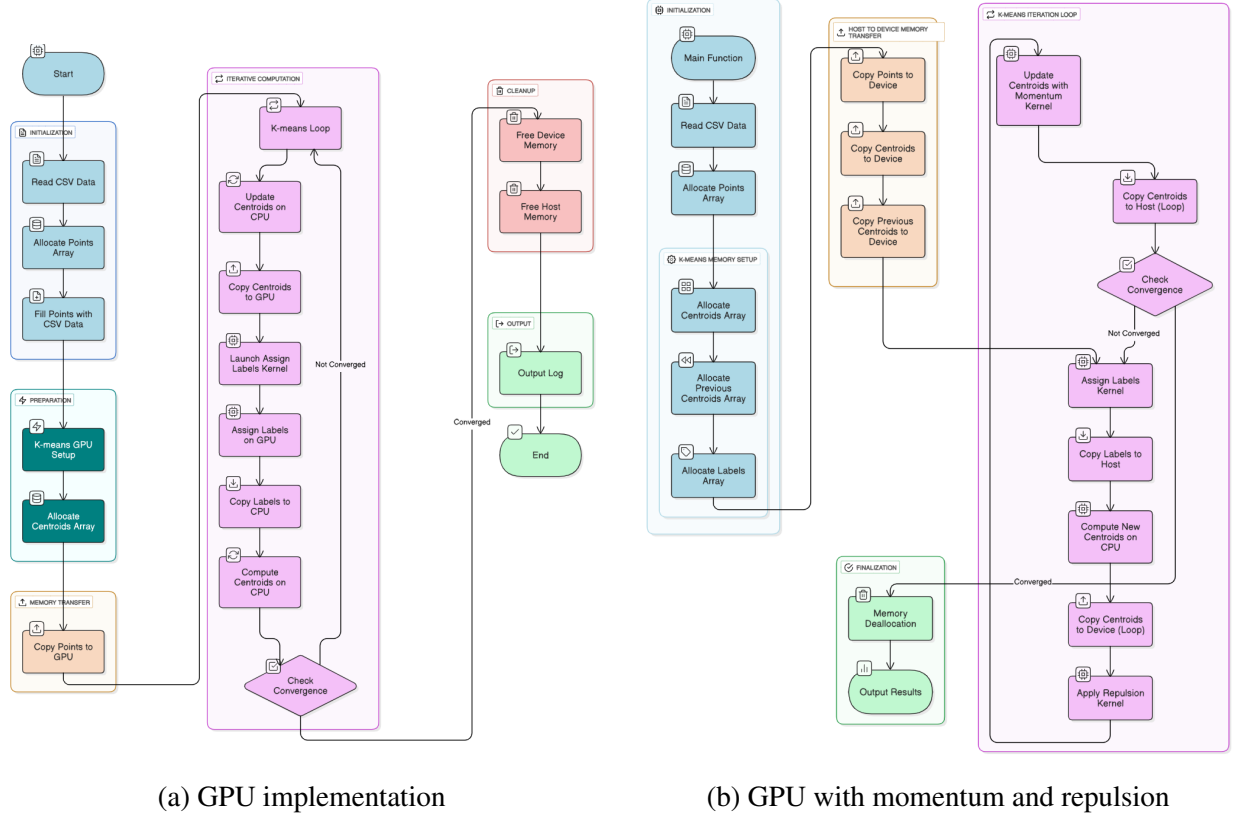 Start
INITIALIZATION
Read CSV Data
Allocate Points
Array
Fill Points with
CSV Data
PREPARATION
K-means GPU
Setup
Allocate
Centroids Array
MEMORY TRANSFER
Copy Points to
GPU
ITERATIVE COMPUTATION
K-means Loop
Update
Centroids on
CPU
Copy Centroids
to GPU
Launch Assign
Labels Kernel
Not Converged
Assign Labels
on GPU
Copy Labels to
CPU
Compute
Centroids on
CPU
Check
Convergence
Converged
CLEANUP
Free Device
Memory
Free Host
Memory
OUTPUT
Output Log
End
(a) GPU implementation
INITIALIZATION
Main Function
Read CSV Data
Allocate Points
Array
K-MEANS MEMORY SETUP
Allocate
Centroids Array
Allocate
Previous
Centroids Array
Allocate Labels
Array
HOST TO DEVICE MEMORY
TRANSFER
Copy Points to
Device
Copy Centroids
to Device
Copy Previous
Centroids to
Device
K-MEANS ITERATION LOOP
Update
Centroids with
Momentum
Kernel
Copy Centroids
to Host (Loop)
Check
Convergence
Not Converged
Assign Labels
Kernel
Copy Labels to
Host
Compute New
Centroids on
CPU
Converged
Copy Centroids
to Device (Loop)
Apply Repulsion
Kernel
FINALIZATION
Memory
Deallocation
Output Results
(b) GPU with momentum and repulsion